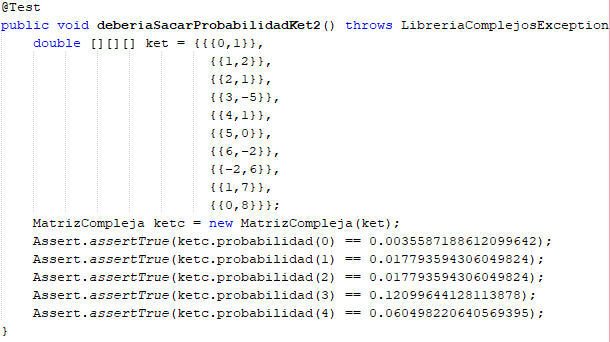 @Test
public void deberiaSacarProbabilidadKet2() throws LibreriaComplejosException
double [][][] ket = {{{0,1}},
{{1,2}},
{{2,1}},
{{3,-5}},
{{4,1}},
{{5,0}},
{{6,-2}},
{{-2,6}},
{{1,7}},
{{0,8}}};
MatrizCompleja ketc = new MatrizCompleja(ket);
Assert.assertTrue(ketc.probabilidad(0) == 0.0035587188612099642);
Assert.assertTrue(ketc.probabilidad(1) == 0.017793594306049824);
Assert.assertTrue(ketc.probabilidad(2) == 0.017793594306049824);
Assert.assertTrue(ketc.probabilidad(3) == 0.12099644128113878);
Assert.assertTrue(ketc.probabilidad(4) == 0.060498220640569395);
}